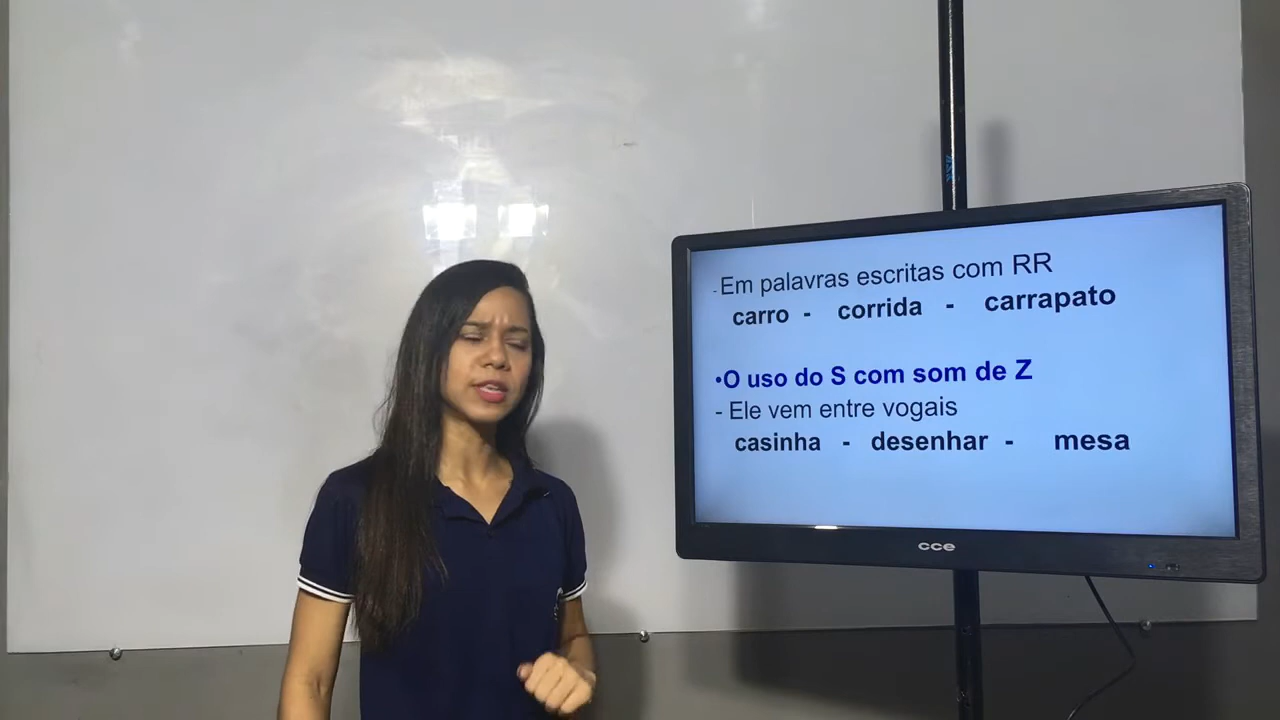 - Em palavras escritas com RR
carro - corrida - carrapato
•O uso do S com som de Z
- Ele vem entre vogais
casinha - desenhar - mesa
cce